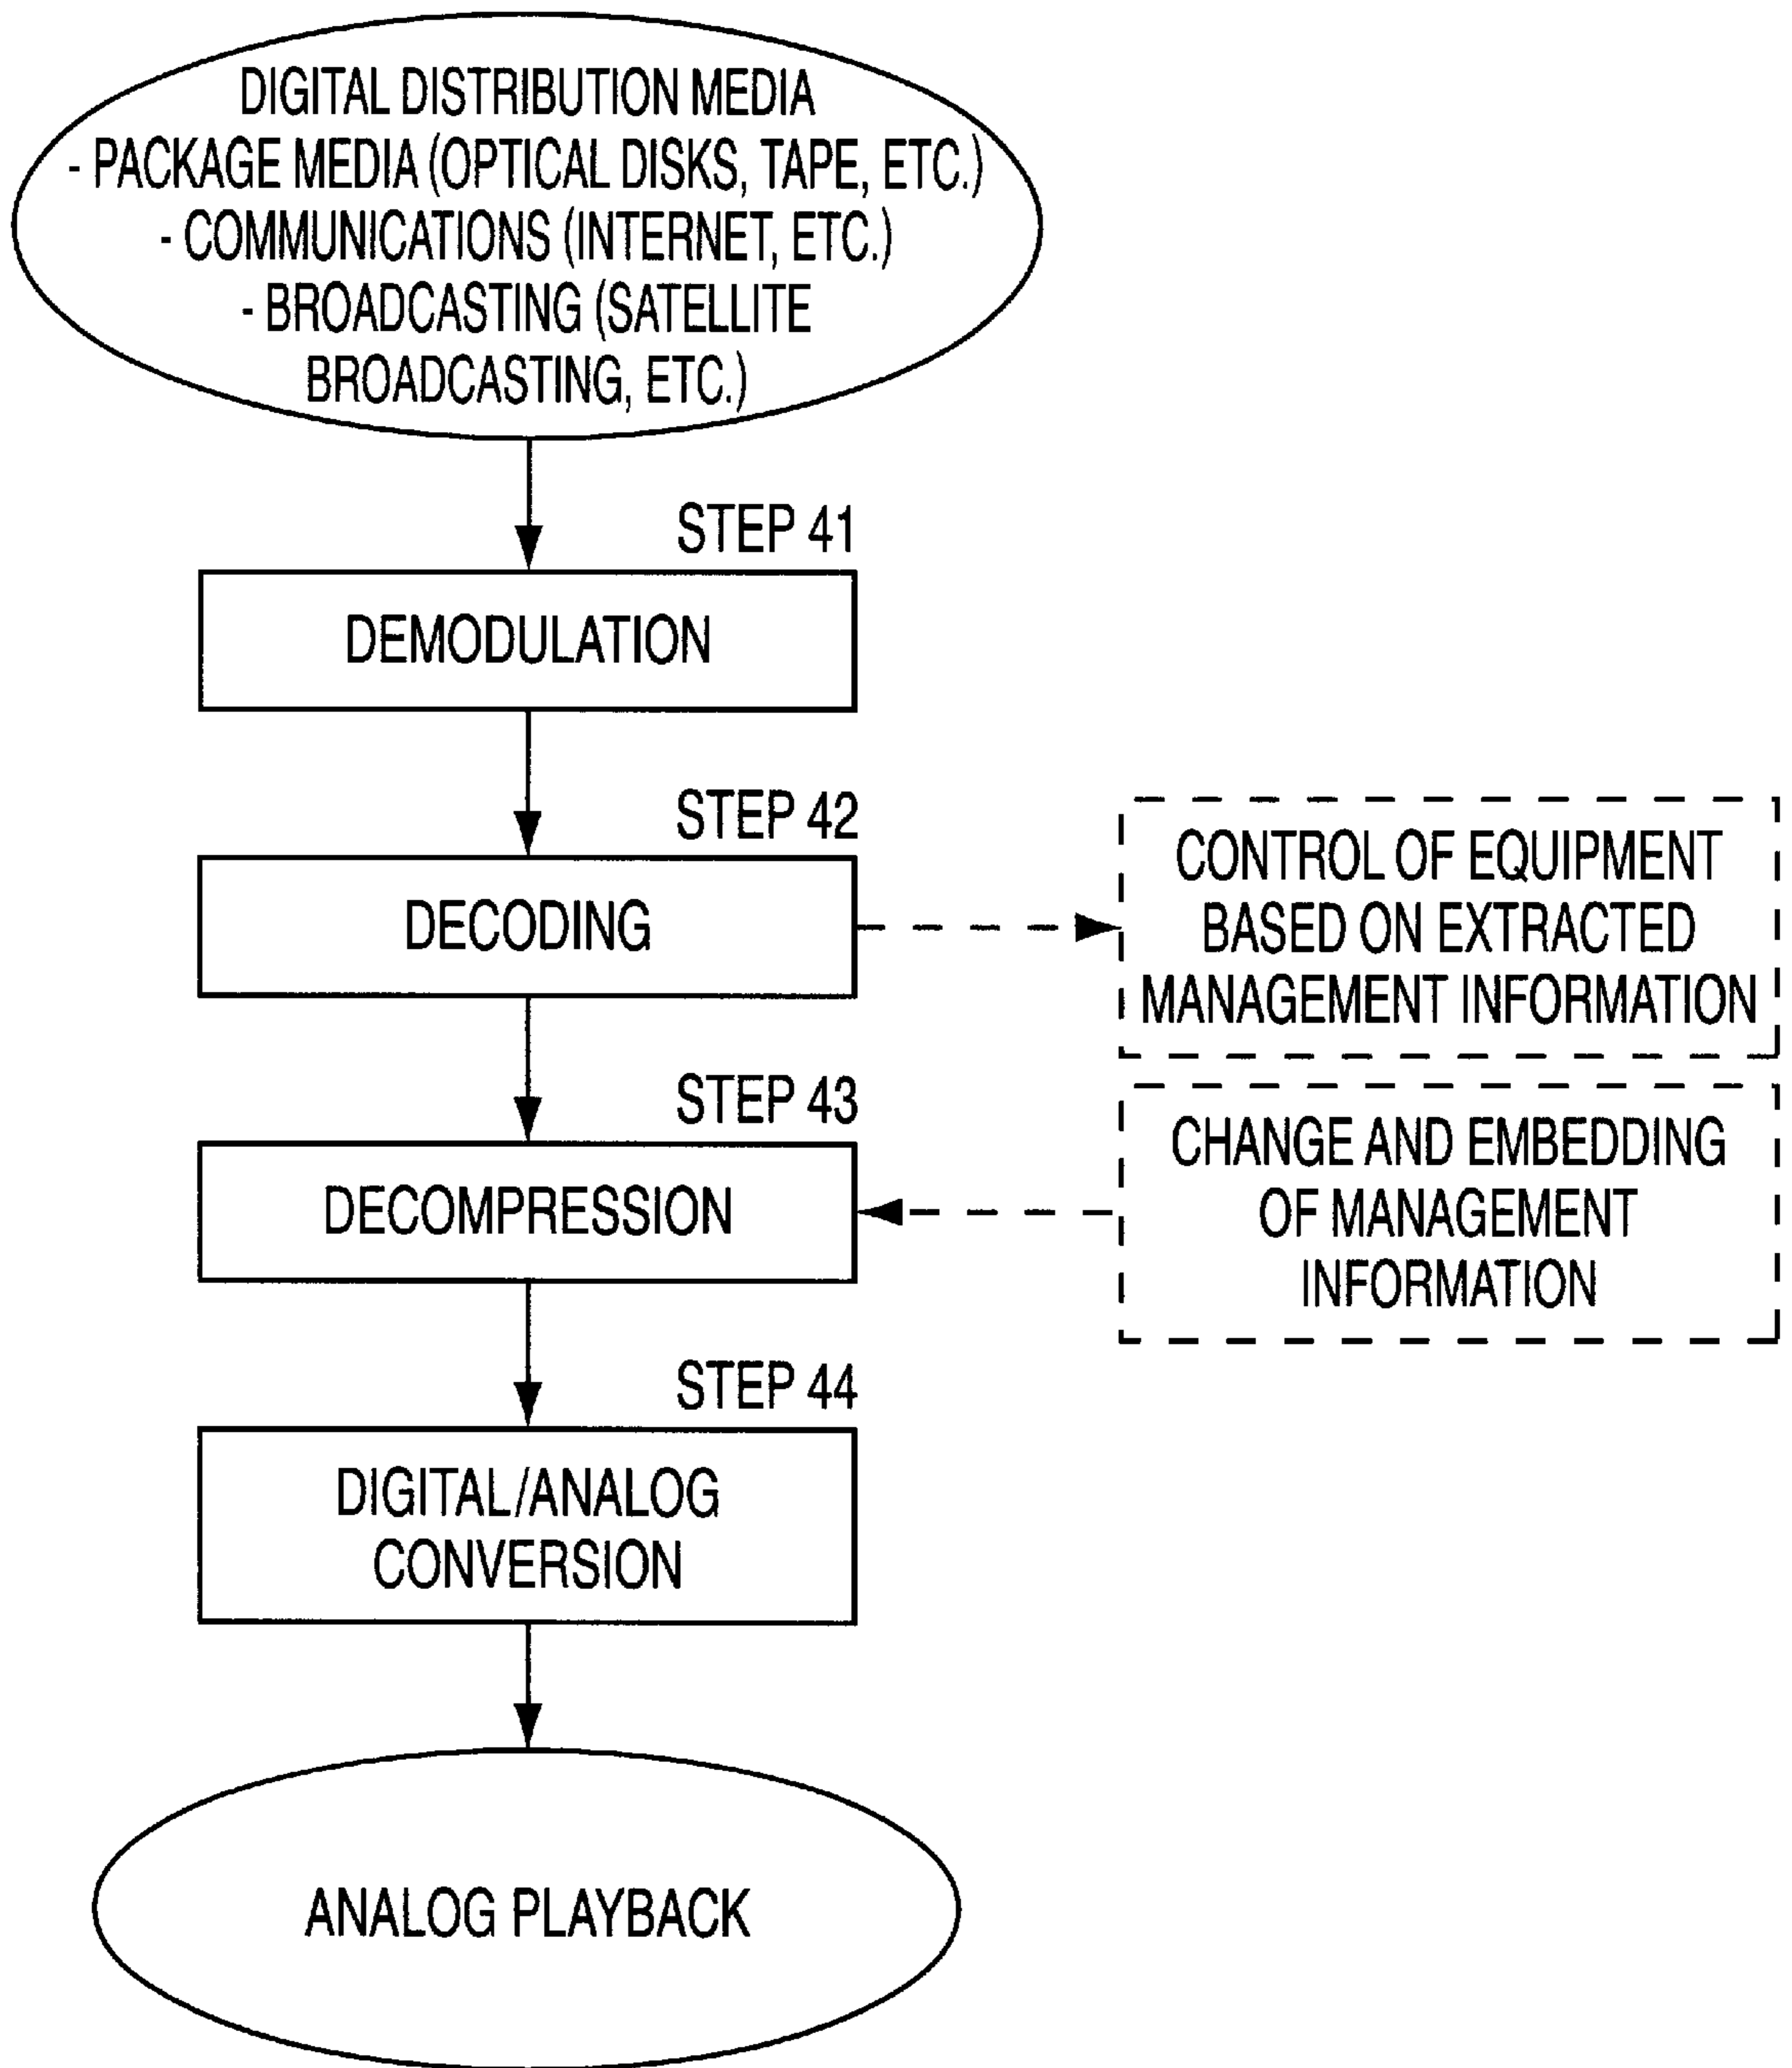 DIGITAL DISTRIBUTION MEDIA
- PACKAGE MEDIA (OPTICAL DISKS, TAPE, ETC.)
- COMMUNICATIONS (INTERNET, ETC.)
- BROADCASTING (SATELLITE
BROADCASTING, ETC.)
STEP 41
DEMODULATION
STEP 42
DECODING
CONTROL OF EQUIPMENT
BASED ON EXTRACTED
MANAGEMENT INFORMATION
STEP 43
DECOMPRESSION
CHANGE AND EMBEDDING
OF MANAGEMENT
INFORMATION
STEP 44
DIGITAL/ANALOG
CONVERSION
ANALOG PLAYBACK